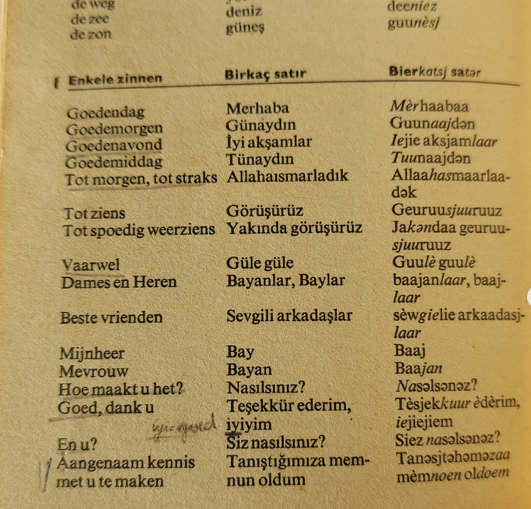 de weg
de zee deniz deeniez
de zon güneş guunèsj
Enkele zinnen Birkaç satır Bierkatsj satər
Goedendag Merhaba Mèrhaabaa
Goedemorgen Günaydın Guunaajdən
Goedenavond İyi akşamlar Iejie aksjamlaar
Goedemiddag Tünaydın Tuunaajdən
Tot morgen, tot straks Allahaısmarladık Allaahasmaarlaa-
dək
Tot ziens Görüşürüz Geuruusjuuruuz
Tot spoedig weerziens Yakında görüşürüz Jakəndaa geuruu-
sjuuruuz
Vaarwel Güle güle Guulè guulè
Dames en Heren Bayanlar, Baylar baajanlaar, baaj-
laar
Beste vrienden Sevgili arkadaşlar sèwgielie arkaadasj-
laar
Mijnheer Bay Baaj
Mevrouw Bayan Baajan
Hoe maakt u het? Nasılsınız? Nasəlsənəz?
Goed, dank u Teşekkür ederim, Tèsjekkuur èdèrim,
iyiyim iejiejiem
En u? Siz nasılsınız? Siez nasəlsənəz?
Aangenaam kennis Tanıştığımıza mem- Tanəsjtəhəməzaa
met u te maken nun oldum mèmnoen oldoem